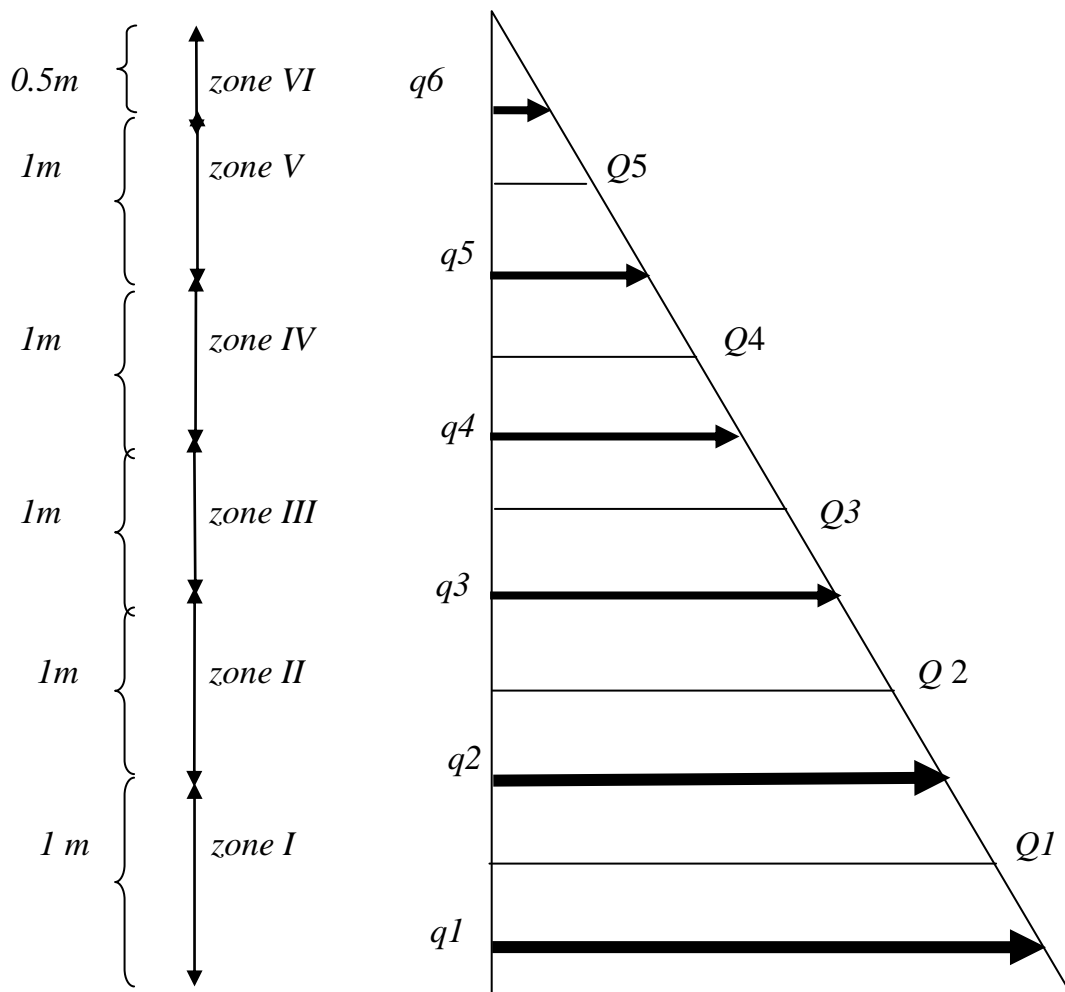 0.5m zone VI q6
1m zone V Q5
q5
1m zone IV Q4
q4
1m zone III Q3
q3
1m zone II Q 2
q2
1 m zone I Q1
q1